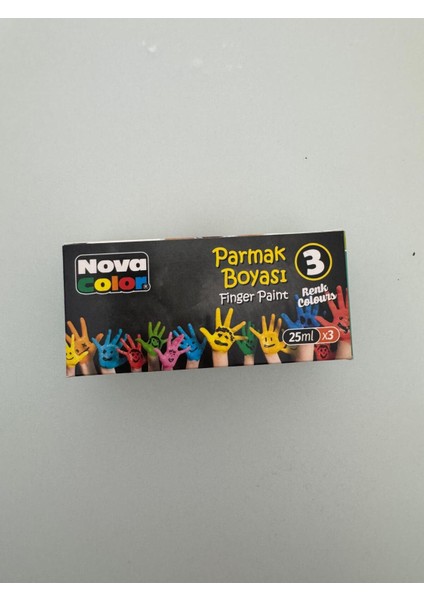 Nova
color®
Parmak
Boyası
Finger Paint
3
Renk
Colours
25ml x3